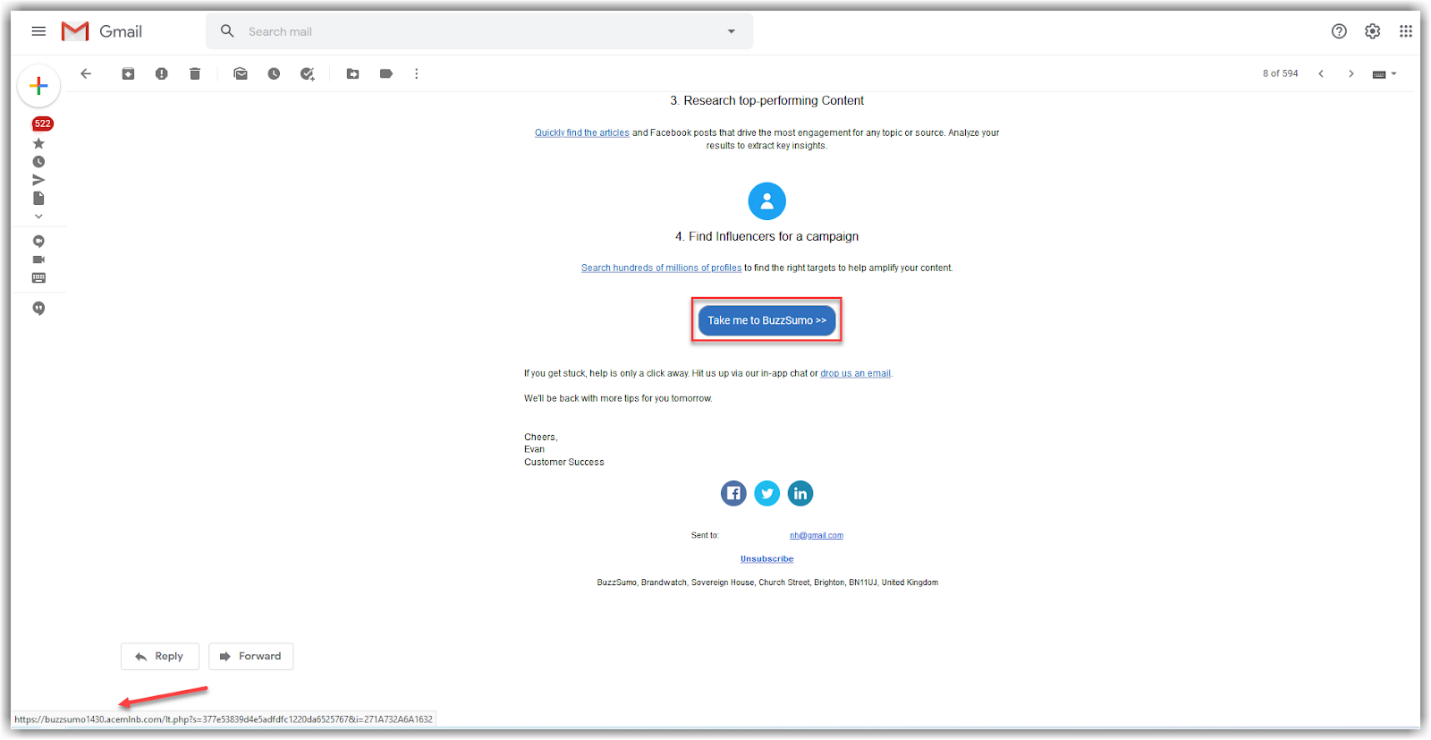 Gmail
Search mail
8 of 594
522
3. Research top-performing Content
Quickly find the articles and Facebook posts that drive the most engagement for any topic or source. Analyze your
results to extract key insights.
4. Find Influencers for a campaign
Search hundreds of millions of profiles to find the right targets to help amplify your content.
Take me to BuzzSumo >>
If you get stuck, help is only a click away. Hit us up via our in-app chat or drop us an email.
We'll be back with more tips for you tomorrow.
Cheers,
Evan
Customer Success
Sent to: nh@gmail.com
Unsubscribe
BuzzSumo, Brandwatch, Sovereign House, Church Street, Brighton, BN11UJ, United Kingdom
Reply Forward
https://buzzsumo1430.acemlnb.com/lt.php?s=377e53839d4e5adfdfc1220da6525767&i=271A732A6A1632